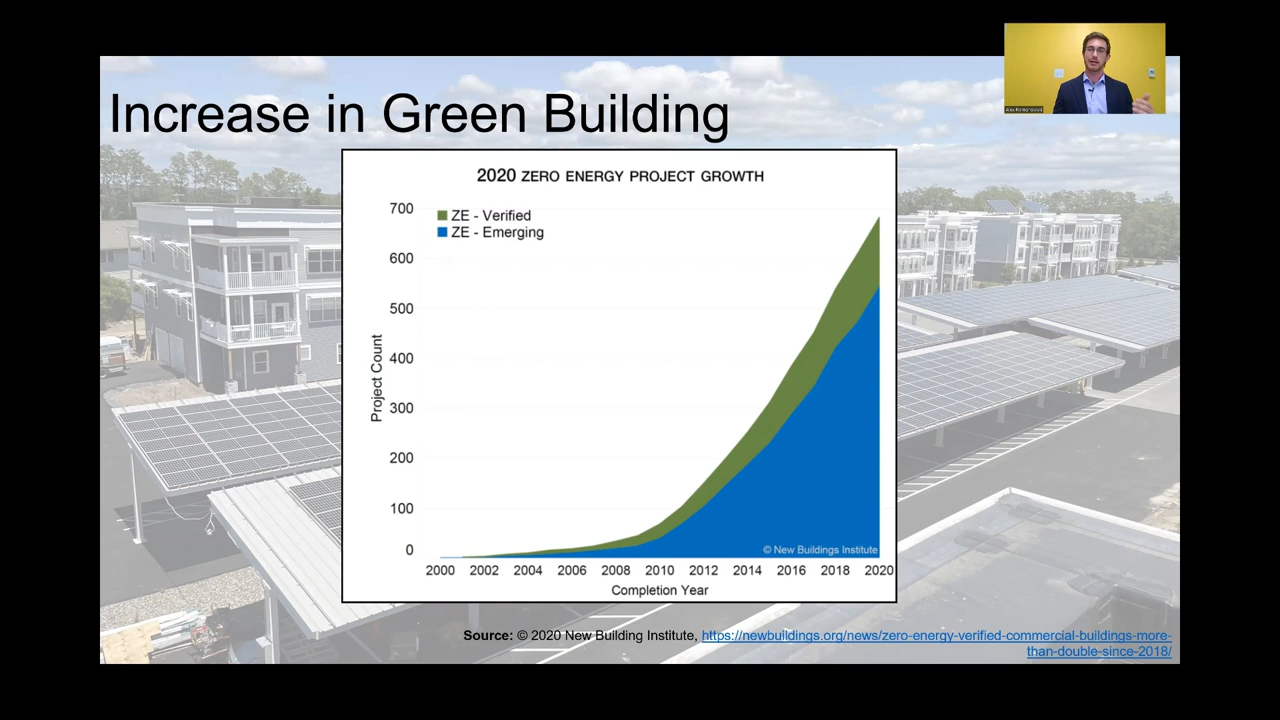 Increase in Green Building
2020 ZERO ENERGY PROJECT GROWTH
700
ZE - Verified
ZE - Emerging
600
500
400
300
200
100
0
Project Count
© New Buildings Institute
2000 2002 2004 2006 2008 2010 2012 2014 2016 2018 2020
Completion Year
Source: © 2020 New Building Institute, https://newbuildings.org/news/zero-energy-verified-commercial-buildings-more-
than-double-since-2018/